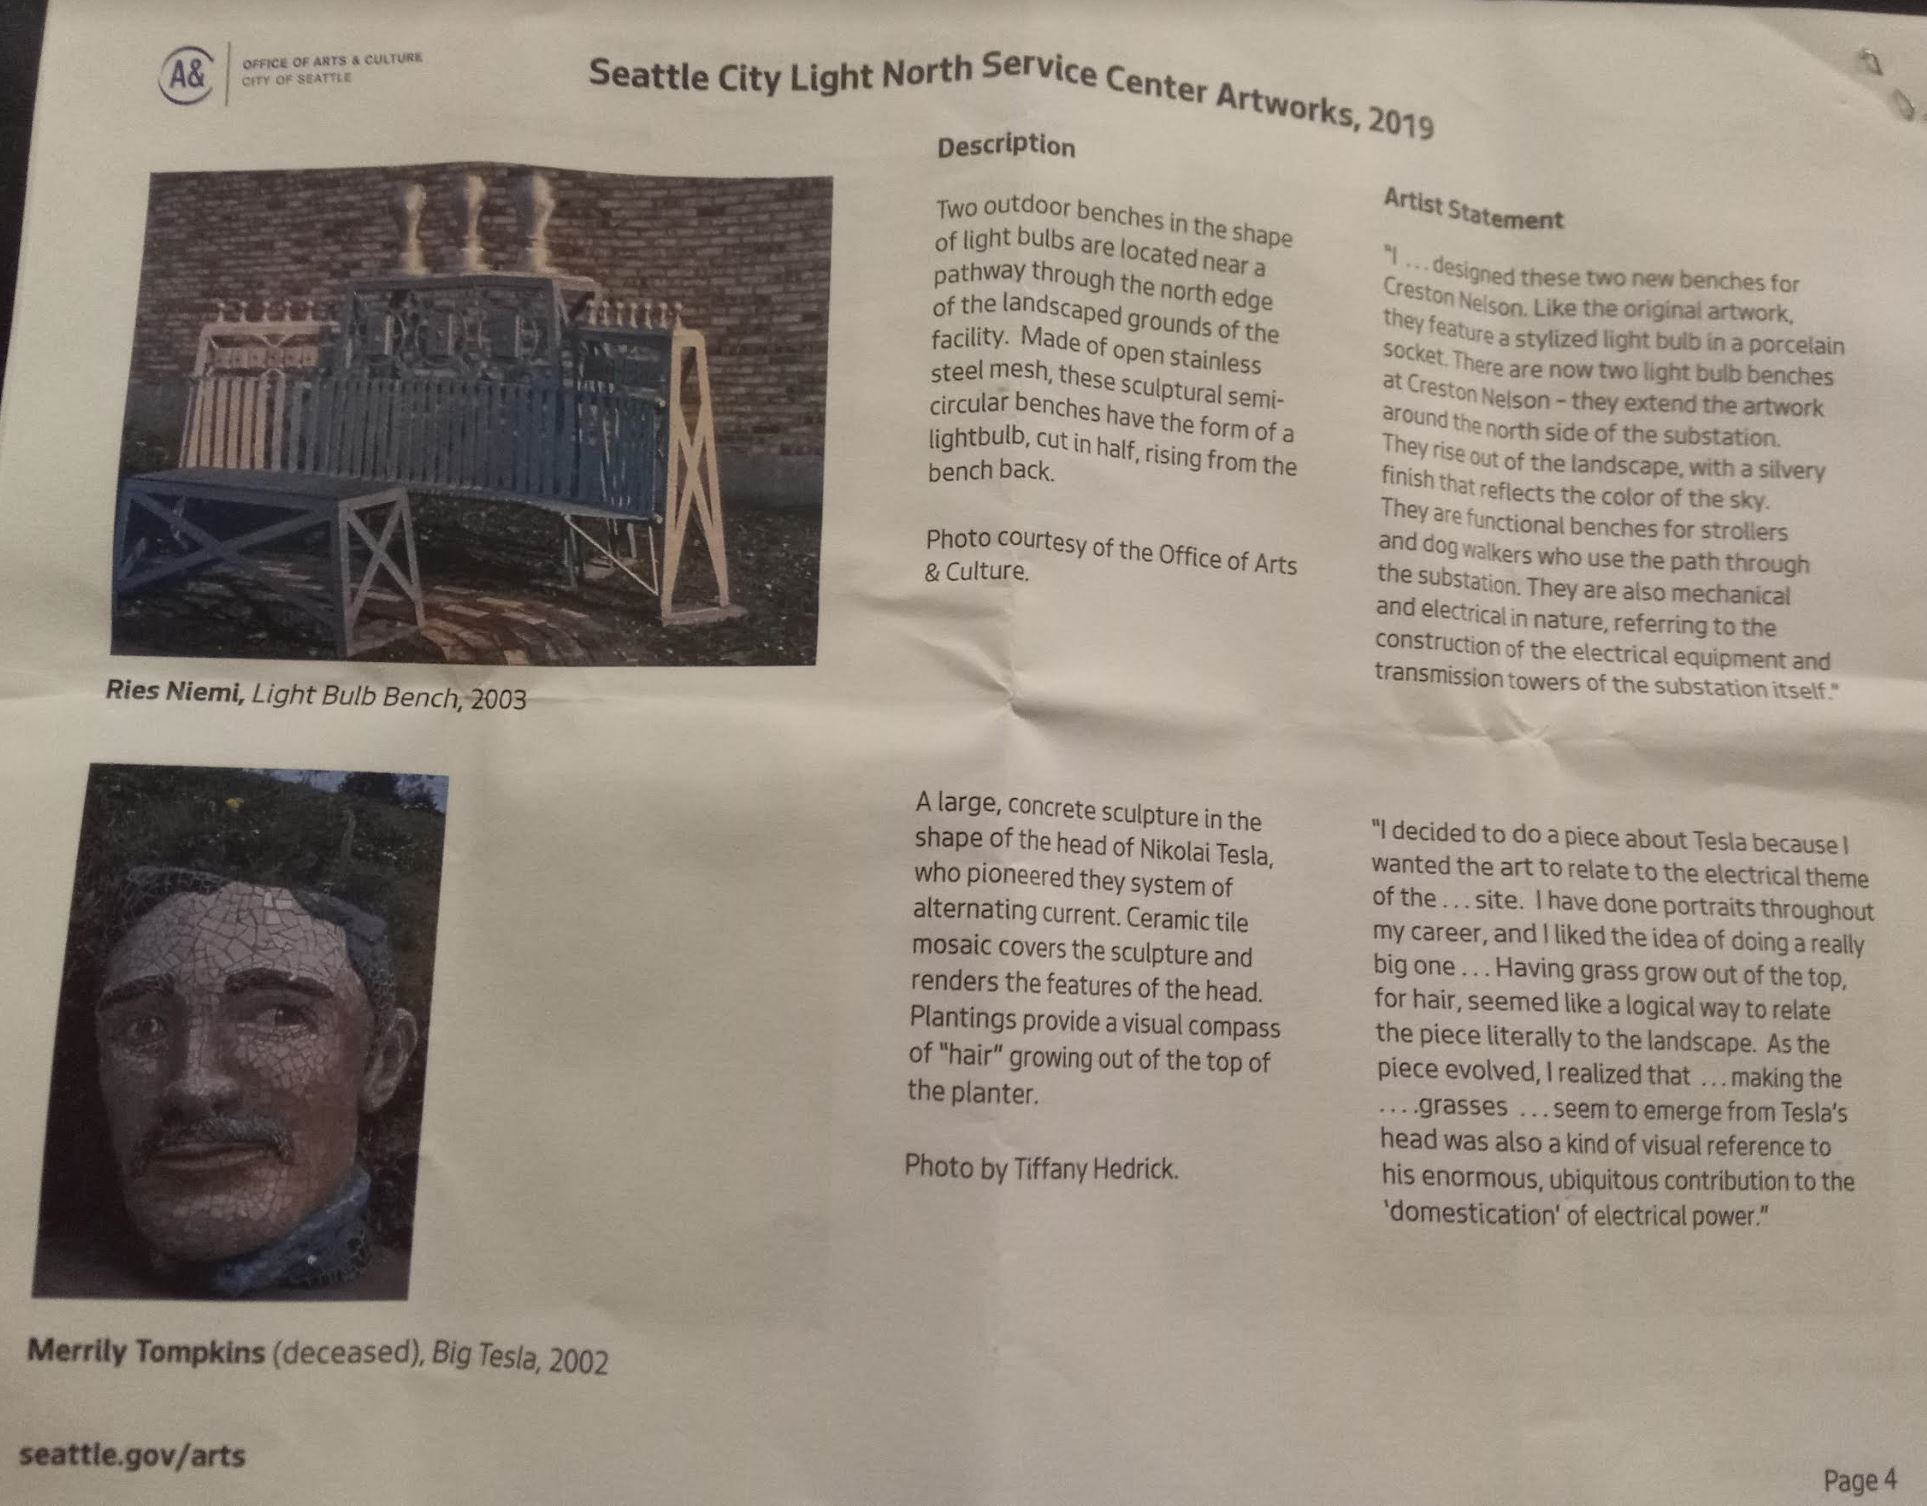 A&
OFFICE OF ARTS & CULTURE
CITY OF SEATTLE
Seattle City Light North Service Center Artworks, 2019
Ries Niemi, Light Bulb Bench, 2003
Description
Two outdoor benches in the shape
of light bulbs are located near a
pathway through the north edge
of the landscaped grounds of the
facility. Made of open stainless
steel mesh, these sculptural semi-
circular benches have the form of a
lightbulb, cut in half, rising from the
bench back.
Photo courtesy of the Office of Arts
& Culture.
Artist Statement
"I ... designed these two new benches for
Creston Nelson. Like the original artwork,
they feature a stylized light bulb in a porcelain
socket. There are now two light bulb benches
at Creston Nelson – they extend the artwork
around the north side of the substation.
They rise out of the landscape, with a silvery
finish that reflects the color of the sky.
They are functional benches for strollers
and dog walkers who use the path through
the substation. They are also mechanical
and electrical in nature, referring to the
construction of the electrical equipment and
transmission towers of the substation itself."
Merrily Tompkins (deceased), Big Tesla, 2002
A large, concrete sculpture in the
shape of the head of Nikolai Tesla,
who pioneered they system of
alternating current. Ceramic tile
mosaic covers the sculpture and
renders the features of the head.
Plantings provide a visual compass
of "hair" growing out of the top of
the planter.
Photo by Tiffany Hedrick.
"I decided to do a piece about Tesla because I
wanted the art to relate to the electrical theme
of the ... site. I have done portraits throughout
my career, and I liked the idea of doing a really
big one ... Having grass grow out of the top,
for hair, seemed like a logical way to relate
the piece literally to the landscape. As the
piece evolved, I realized that ... making the
....grasses ... seem to emerge from Tesla's
head was also a kind of visual reference to
his enormous, ubiquitous contribution to the
'domestication' of electrical power."
seattle.gov/arts
Page 4